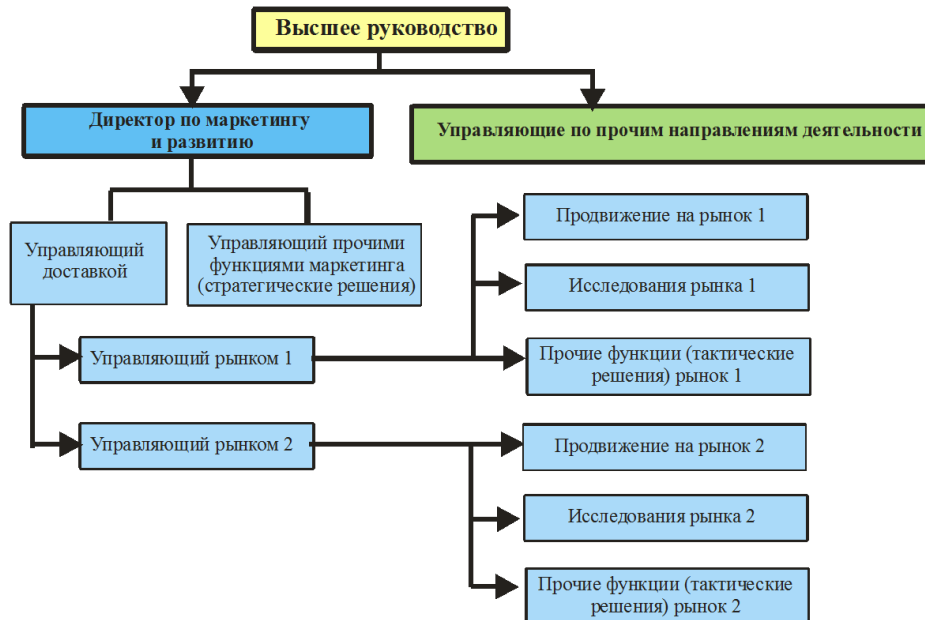 Высшее руководство
Директор по маркетингу
и развитию
Управляющие по прочим направлениям деятельности
Управляющий
доставкой
Управляющий прочими
функциями маркетинга
(стратегические решения)
Продвижение на рынок 1
Исследования рынка 1
Управляющий рынком 1
Прочие функции (тактические
решения) рынок 1
Управляющий рынком 2
Продвижение на рынок 2
Исследования рынка 2
Прочие функции (тактические
решения) рынок 2